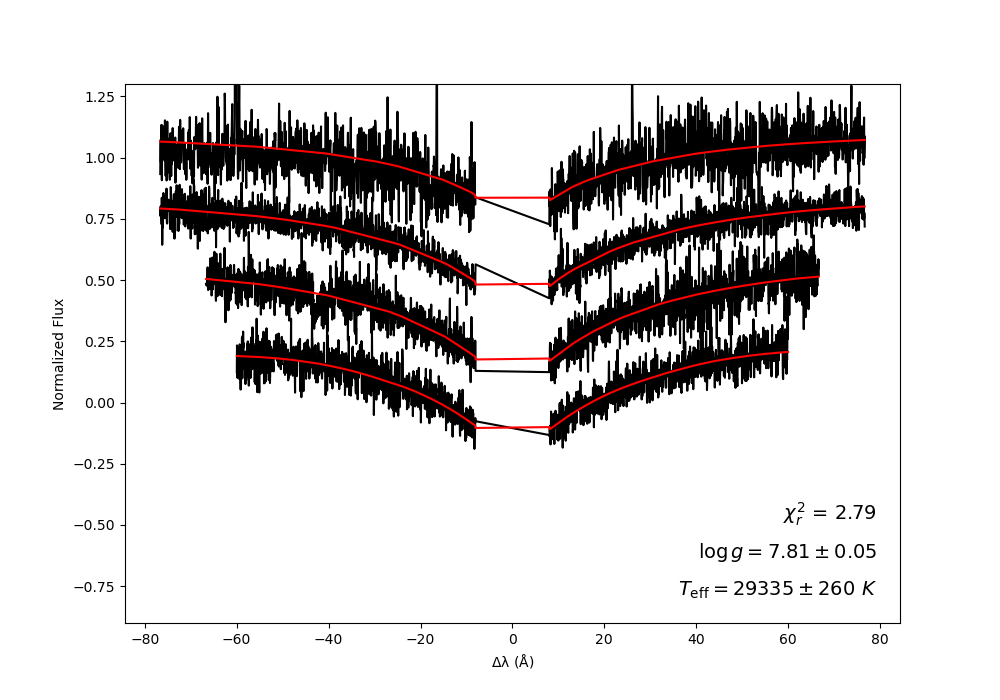 1.25
1.00
0.75
0.50
0.25
0.00
−0.25
−0.50
−0.75
Normalized Flux
χ²ᵣ = 2.79
log g = 7.81 ± 0.05
T_eff = 29335 ± 260 K
−80 −60 −40 −20 0 20 40 60 80
Δλ (Å)